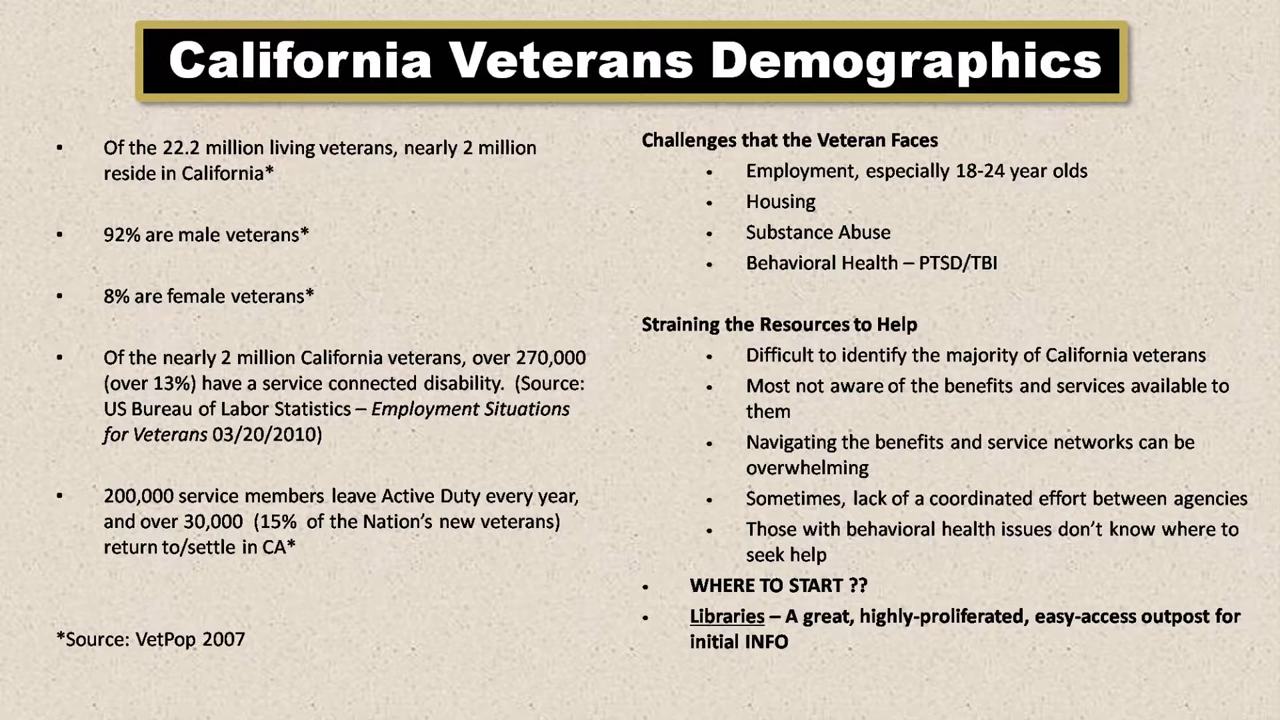 California Veterans Demographics
• Of the 22.2 million living veterans, nearly 2 million
reside in California*
• 92% are male veterans*
• 8% are female veterans*
• Of the nearly 2 million California veterans, over 270,000
(over 13%) have a service connected disability. (Source:
US Bureau of Labor Statistics – Employment Situations
for Veterans 03/20/2010)
• 200,000 service members leave Active Duty every year,
and over 30,000 (15% of the Nation's new veterans)
return to/settle in CA*
*Source: VetPop 2007
Challenges that the Veteran Faces
• Employment, especially 18-24 year olds
• Housing
• Substance Abuse
• Behavioral Health – PTSD/TBI
Straining the Resources to Help
• Difficult to identify the majority of California veterans
• Most not aware of the benefits and services available to
them
• Navigating the benefits and service networks can be
overwhelming
• Sometimes, lack of a coordinated effort between agencies
• Those with behavioral health issues don't know where to
seek help
• WHERE TO START ??
• Libraries – A great, highly-proliferated, easy-access outpost for
initial INFO